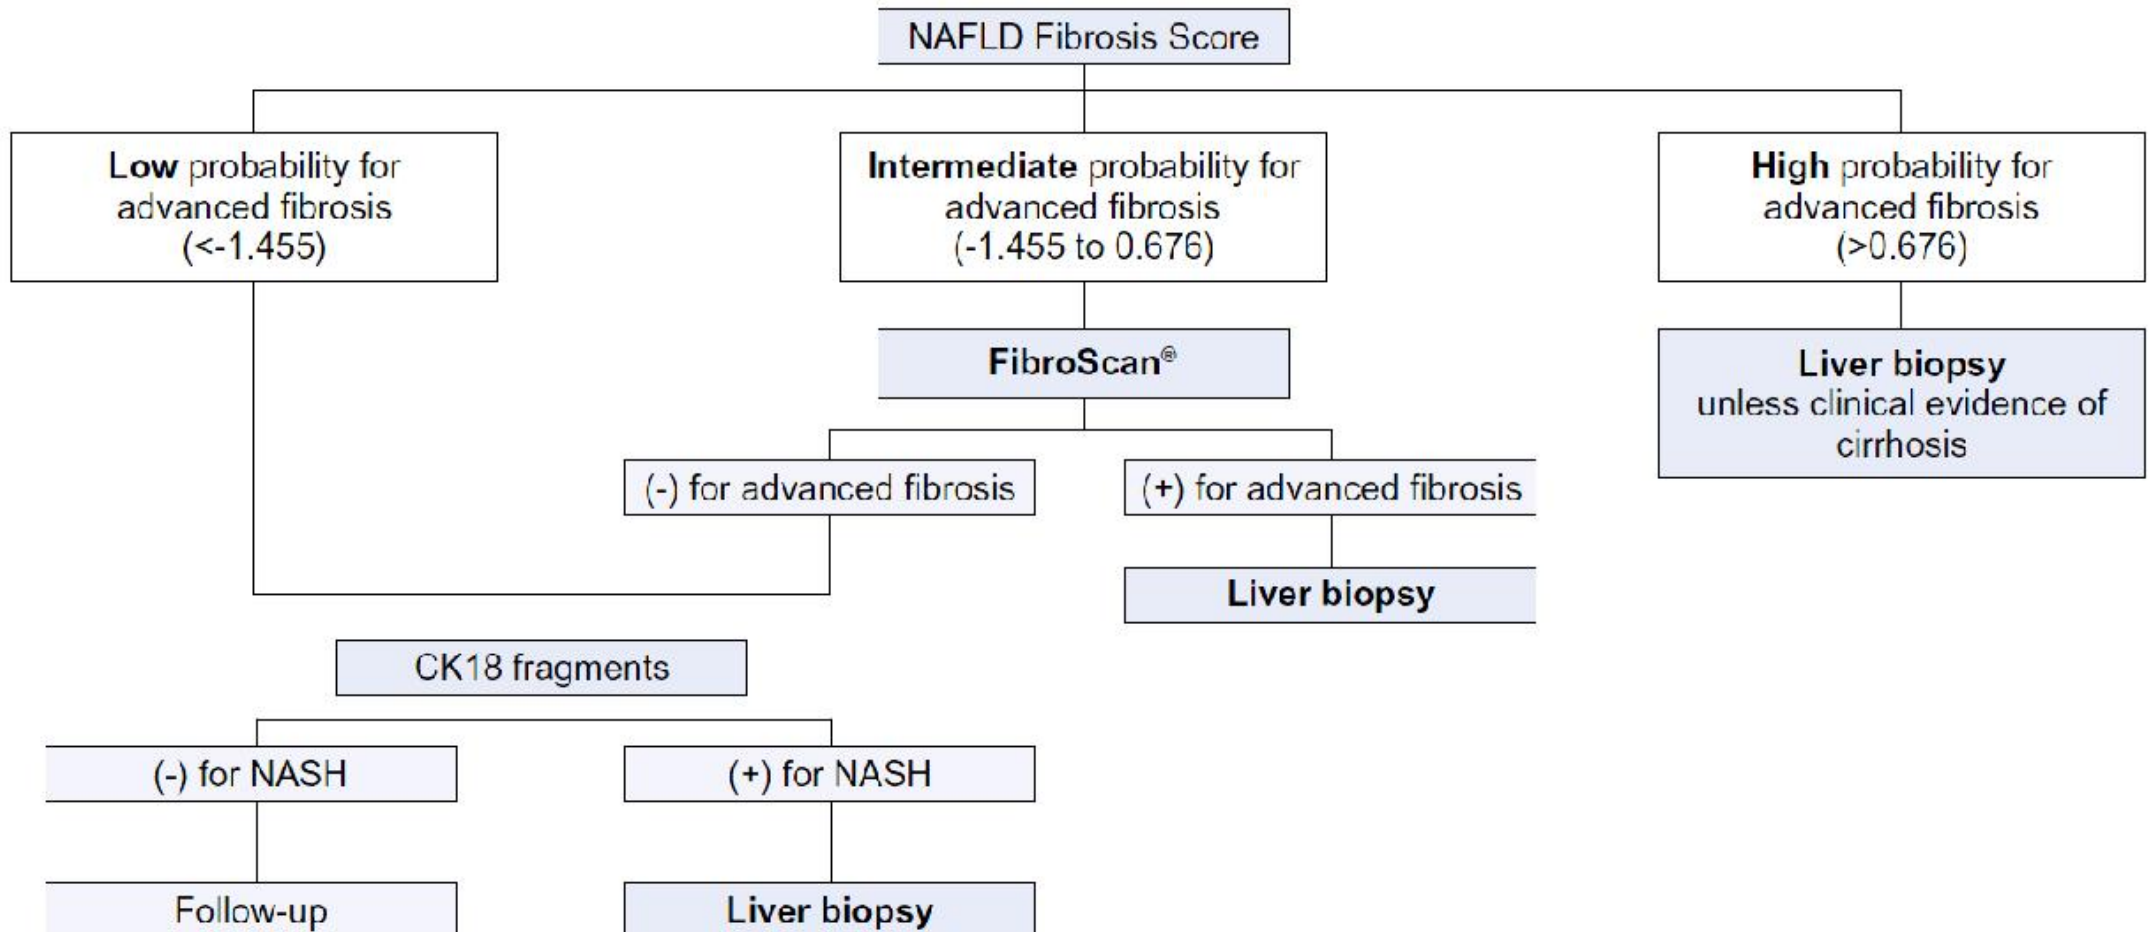 NAFLD Fibrosis Score
Low probability for
advanced fibrosis
(<-1.455)
Intermediate probability for
advanced fibrosis
(-1.455 to 0.676)
High probability for
advanced fibrosis
(>0.676)
FibroScan®
Liver biopsy
unless clinical evidence of
cirrhosis
(-) for advanced fibrosis
(+) for advanced fibrosis
Liver biopsy
CK18 fragments
(-) for NASH
(+) for NASH
Follow-up
Liver biopsy